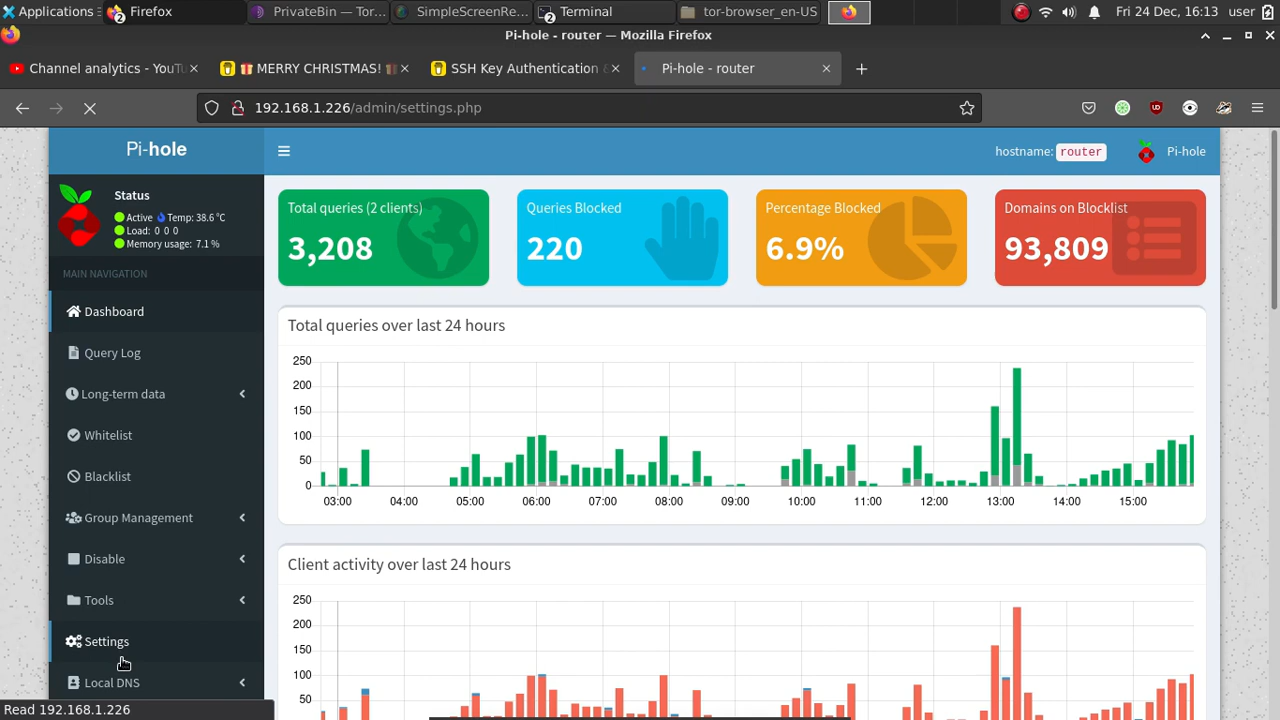 Applications
2 Firefox
PrivateBin — Tor...
SimpleScreenRe...
2 Terminal
tor-browser_en-US
Fri 24 Dec, 16:13 user
Pi-hole - router — Mozilla Firefox
Channel analytics - YouTu
MERRY CHRISTMAS!
SSH Key Authentication &
Pi-hole - router
192.168.1.226/admin/settings.php
Pi-hole
hostname: router
Pi-hole
Status
Active Temp: 38.6 °C
Load: 0 0 0
Memory usage: 7.1 %
MAIN NAVIGATION
Dashboard
Query Log
Long-term data
Whitelist
Blacklist
Group Management
Disable
Tools
Settings
Local DNS
Total queries (2 clients)
3,208
Queries Blocked
220
Percentage Blocked
6.9%
Domains on Blocklist
93,809
Total queries over last 24 hours
250
200
150
100
50
0
03:00 04:00 05:00 06:00 07:00 08:00 09:00 10:00 11:00 12:00 13:00 14:00 15:00
Client activity over last 24 hours
250
200
150
100
50
Read 192.168.1.226